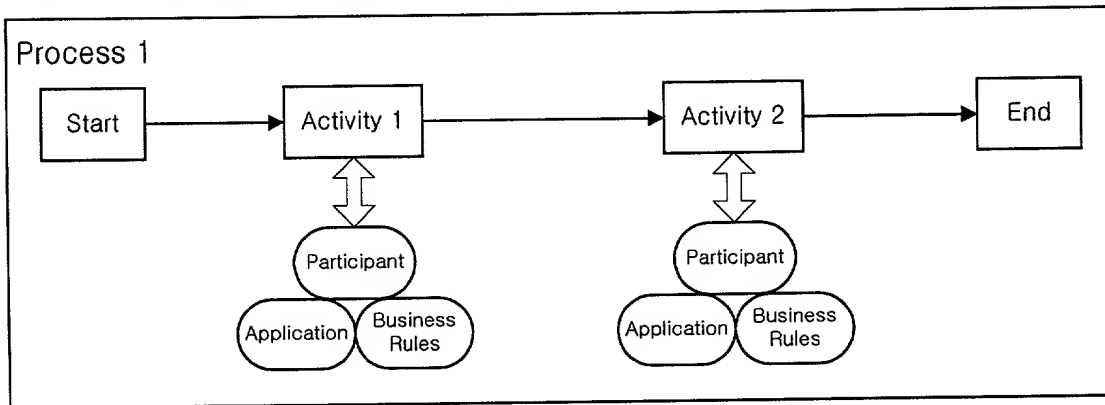 Process 1
Start
Activity 1
Activity 2
End
Participant
Application
Business
Rules
Participant
Application
Business
Rules